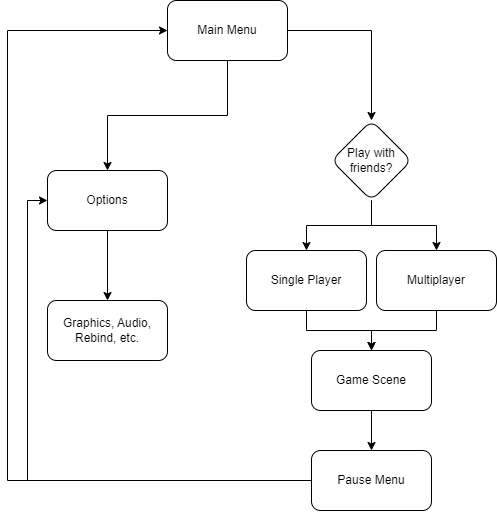 Main Menu
Play with
friends?
Options
Single Player
Multiplayer
Graphics, Audio,
Rebind, etc.
Game Scene
Pause Menu